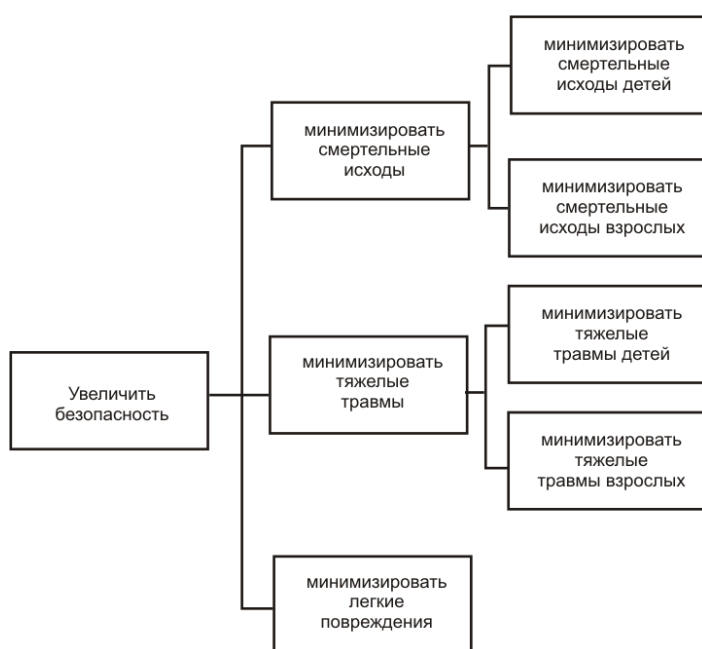 минимизировать
смертельные
исходы детей
минимизировать
смертельные
исходы
минимизировать
смертельные
исходы взрослых
минимизировать
тяжелые
травмы детей
Увеличить
безопасность
минимизировать
тяжелые
травмы
минимизировать
тяжелые
травмы взрослых
минимизировать
легкие
повреждения